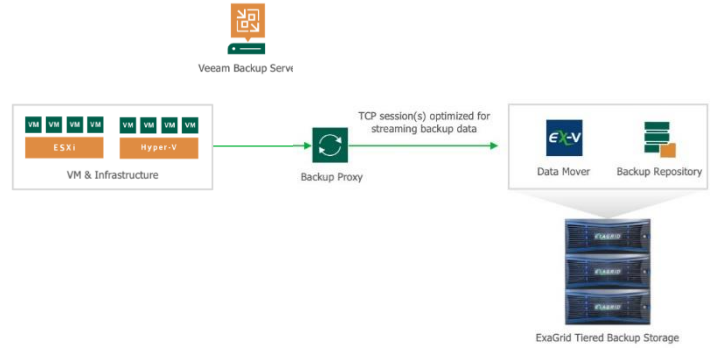 Veeam Backup Serve
TCP session(s) optimized for
streaming backup data
VM VM VM VM
VM VM VM VM
ESXi
Hyper-V
VM & Infrastructure
Backup Proxy
EX-V
Data Mover
Backup Repository
EXAGRID
EXAGRID
EXAGRID
ExaGrid Tiered Backup Storage